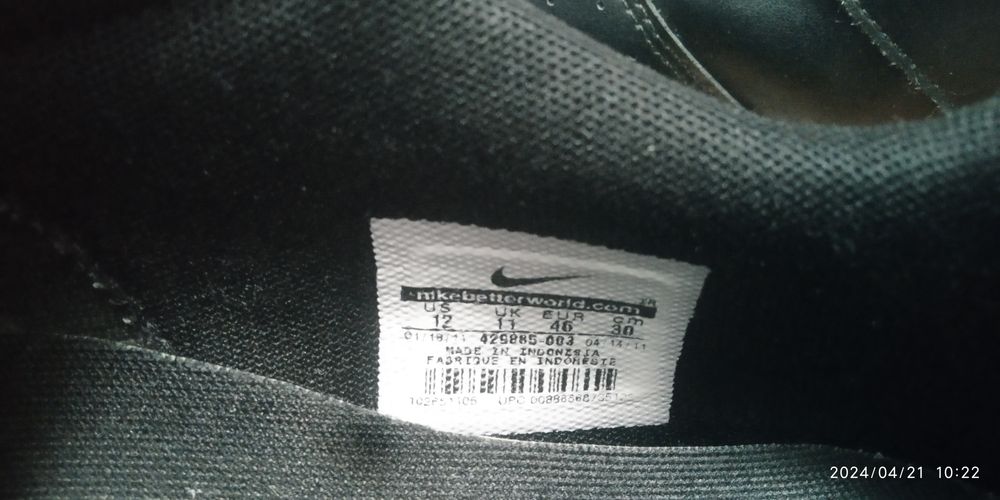 nikebetterworld.com
US UK EUR cm
12 11 46 30
01/18/11 429885-003 04/14/11
MADE IN INDONESIA
FABRIQUE EN INDONESIE
UPC
2024/04/21 10:22